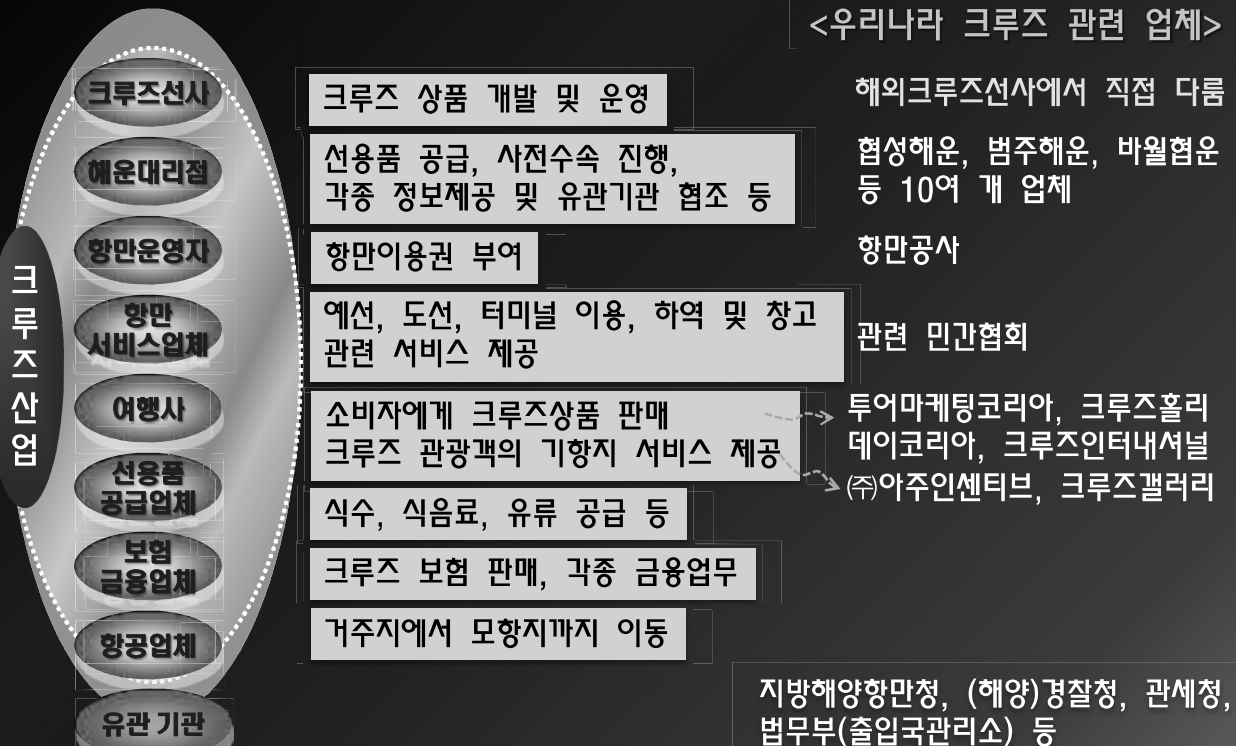 <우리나라 크루즈 관련 업체>
크루즈산업
크루즈선사
크루즈 상품 개발 및 운영
해외크루즈선사에서 직접 다룸
해운대리점
선용품 공급, 사전수속 진행,
각종 정보제공 및 유관기관 협조 등
협성해운, 범주해운, 바월협운
등 10여 개 업체
항만운영자
항만이용권 부여
항만공사
항만
서비스업체
예선, 도선, 터미널 이용, 하역 및 창고
관련 서비스 제공
관련 민간협회
여행사
소비자에게 크루즈상품 판매
크루즈 관광객의 기항지 서비스 제공
투어마케팅코리아, 크루즈홀리
데이코리아, 크루즈인터내셔널
㈜아주인센티브, 크루즈갤러리
선용품
공급업체
식수, 식음료, 유류 공급 등
보험
금융업체
크루즈 보험 판매, 각종 금융업무
항공업체
거주지에서 모항지까지 이동
유관 기관
지방해양항만청, (해양)경찰청, 관세청,
법무부(출입국관리소) 등